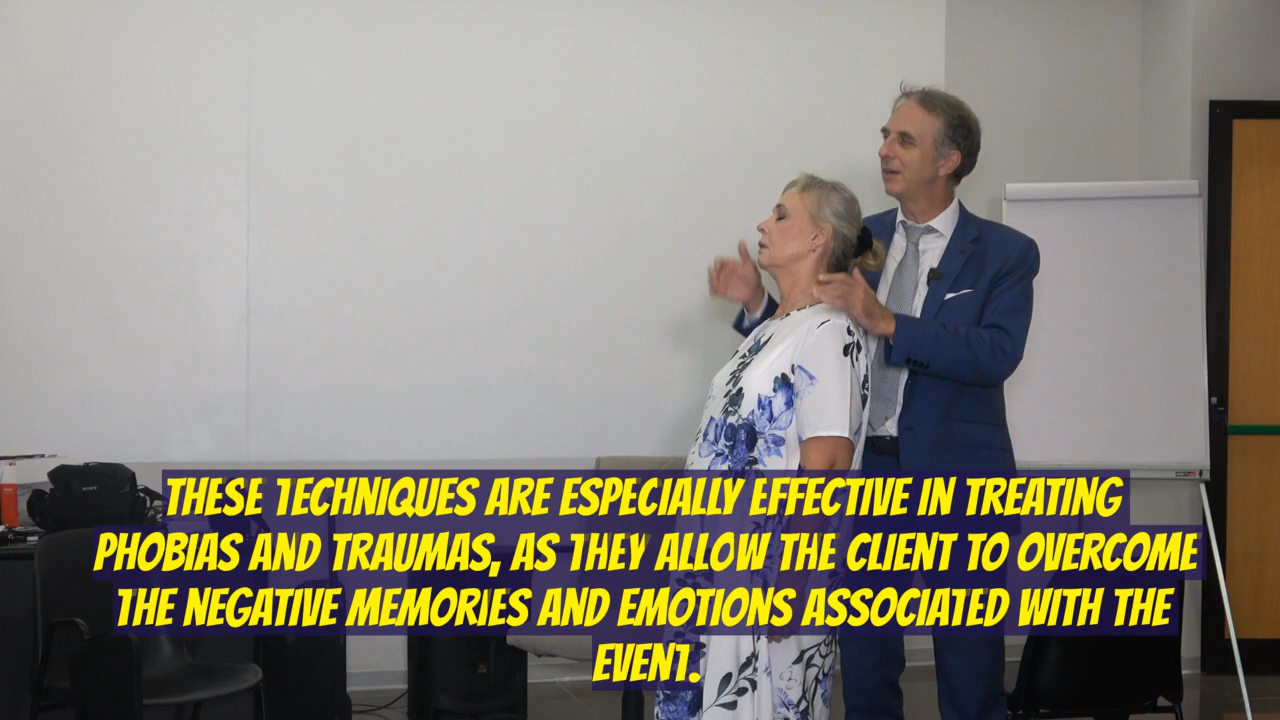 THESE TECHNIQUES ARE ESPECIALLY EFFECTIVE IN TREATING
PHOBIAS AND TRAUMAS, AS THEY ALLOW THE CLIENT TO OVERCOME
THE NEGATIVE MEMORIES AND EMOTIONS ASSOCIATED WITH THE
EVENT.
SONY